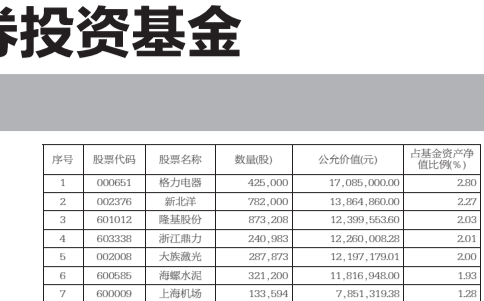 券投资基金
序号 股票代码 股票名称 数量(股) 公允价值(元) 占基金资产净值比例(%)
1 000651 格力电器 425,000 17,085,000.00 2.80
2 002376 新北洋 782,000 13,864,860.00 2.27
3 601012 隆基股份 873,208 12,399,553.60 2.03
4 603338 浙江鼎力 240,983 12,260,008.28 2.01
5 002008 大族激光 287,873 12,197,179.01 2.00
6 600585 海螺水泥 321,200 11,816,948.00 1.93
7 600009 上海机场 133,594 7,851,319.38 1.28